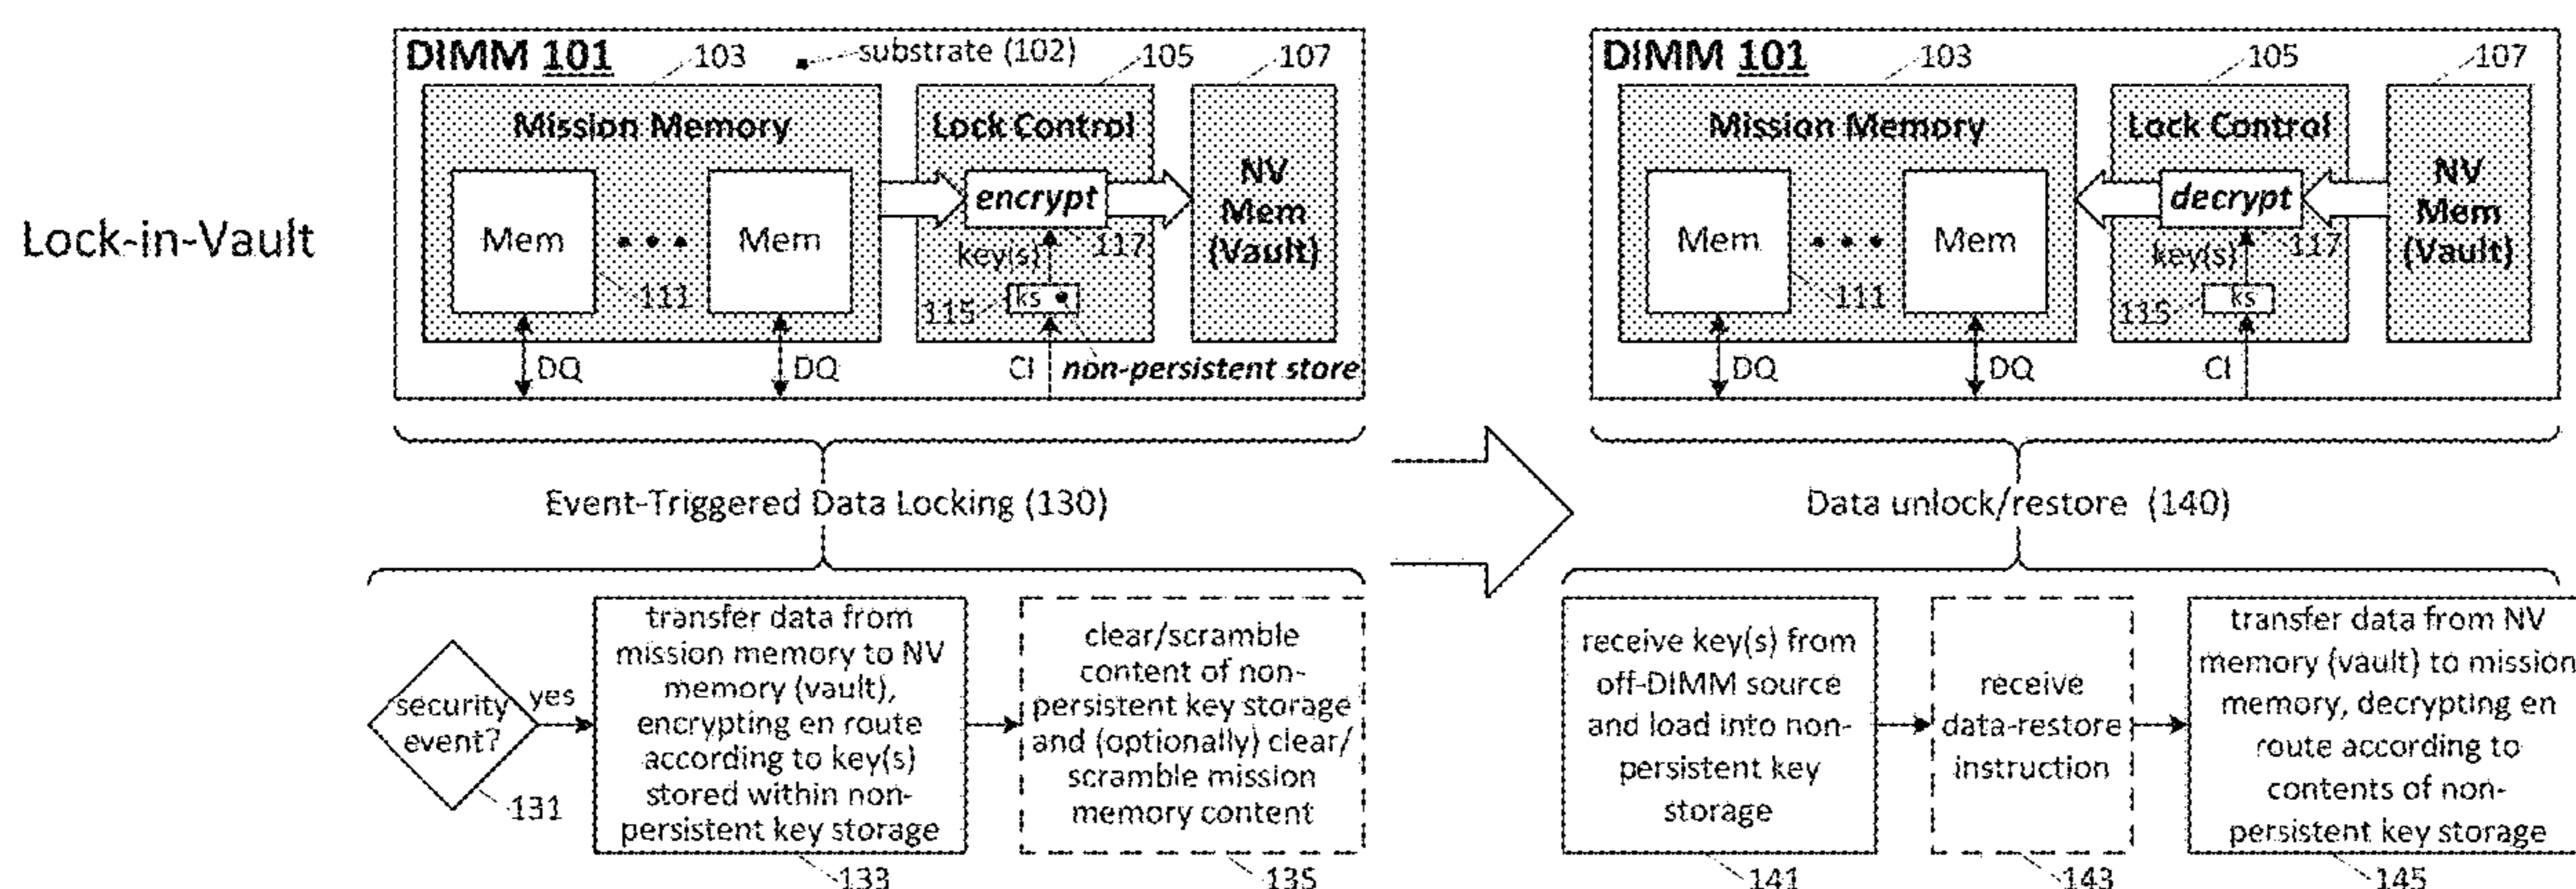 Lock-in-Vault
DIMM 101
substrate (102)
103
105
107
Mission Memory
Lock Control
NV
Mem
(Vault)
encrypt
Mem
• • •
Mem
key(s)
117
111
115
ks
DQ
DQ
CI
non-persistent store
DIMM 101
103
105
107
Mission Memory
Lock Control
NV
Mem
(Vault)
decrypt
Mem
• • •
Mem
key(s)
117
111
115
ks
DQ
DQ
CI
Event-Triggered Data Locking (130)
Data unlock/restore (140)
security
event?
yes
131
transfer data from
mission memory to NV
memory (vault),
encrypting en route
according to key(s)
stored within non-
persistent key storage
133
clear/scramble
content of non-
persistent key storage
and (optionally) clear/
scramble mission
memory content
135
receive key(s) from
off-DIMM source
and load into non-
persistent key
storage
141
receive
data-restore
instruction
143
transfer data from NV
memory (vault) to mission
memory, decrypting en
route according to
contents of non-
persistent key storage
145